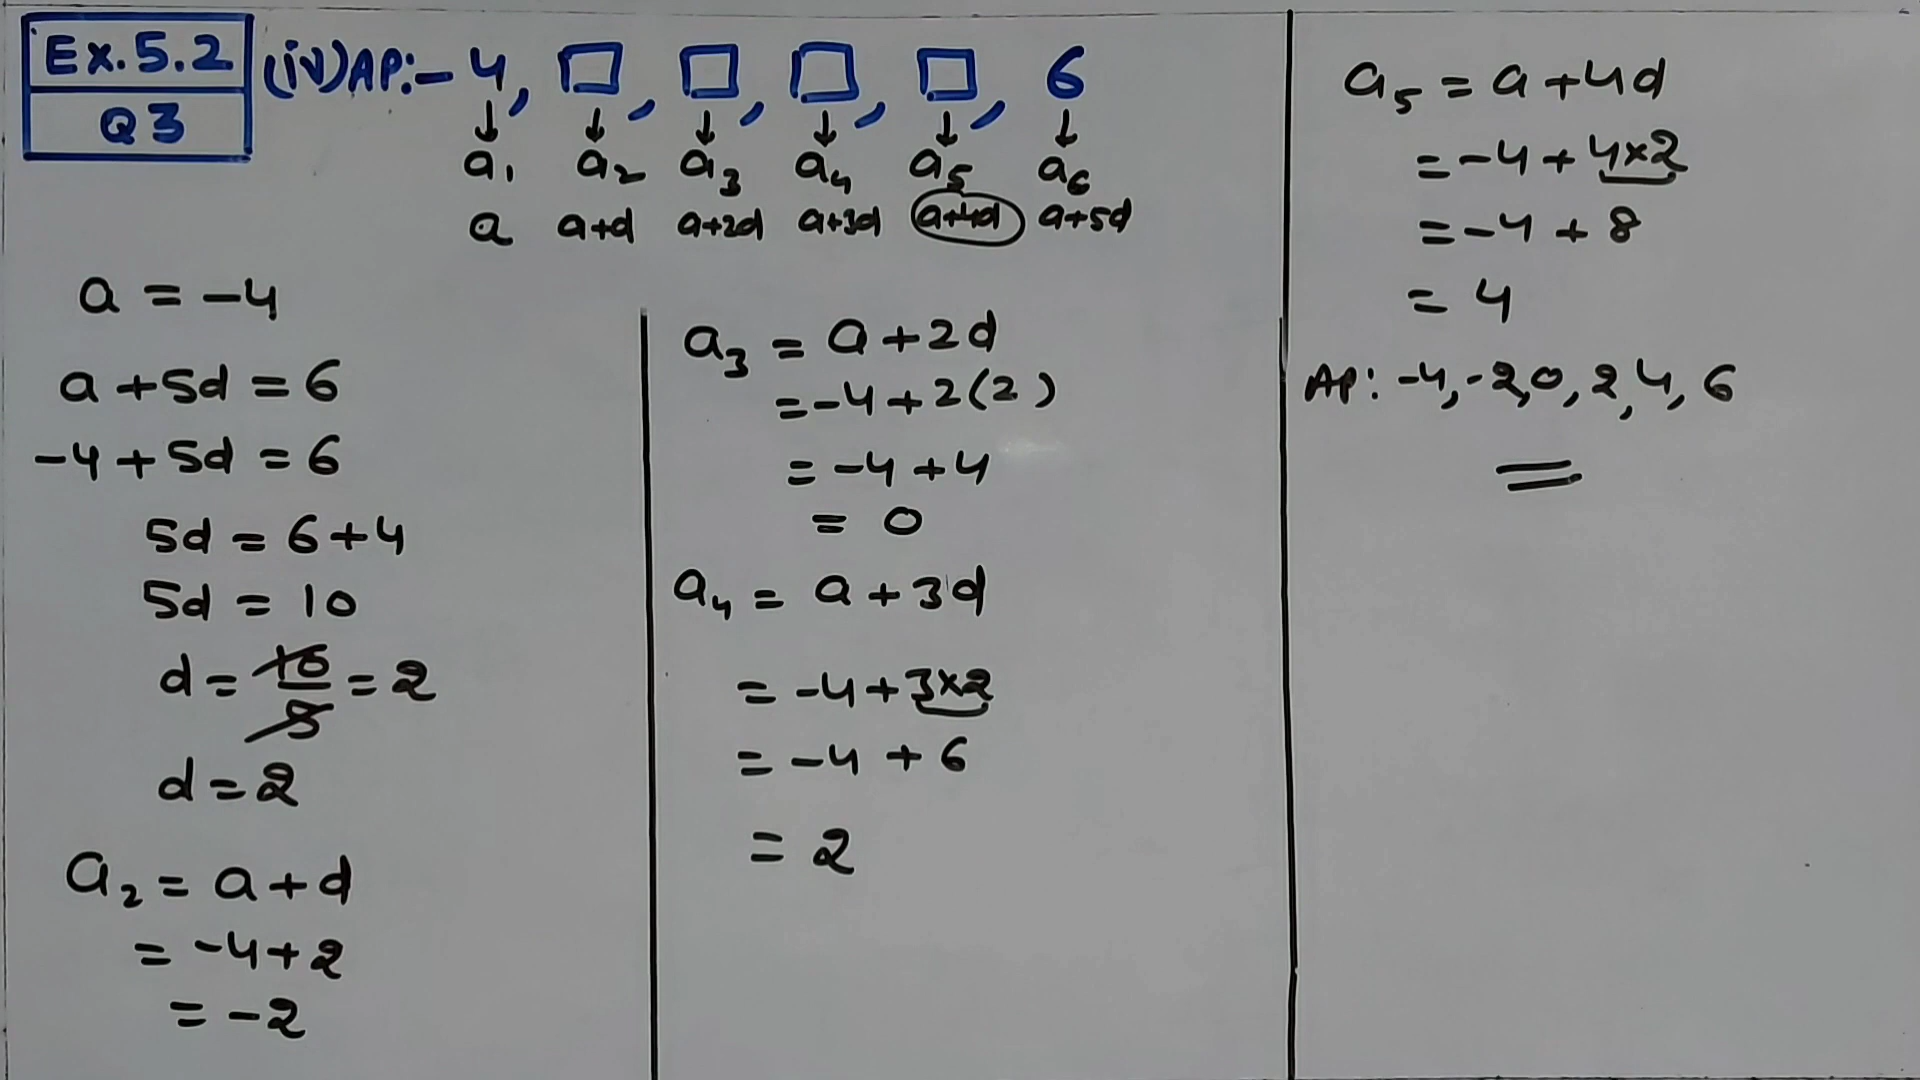 Ex. 5.2
Q 3
(iv) AP:- 4, □, □, □, □, 6
↓ ↓ ↓ ↓ ↓ ↓
a₁ a₂ a₃ a₄ a₅ a₆
a a+d a+2d a+3d a+4d a+5d
a = -4
a + 5d = 6
-4 + 5d = 6
5d = 6+4
5d = 10
d = 10/5 = 2
d = 2
a₂ = a + d
= -4+2
= -2
a₃ = a + 2d
= -4 + 2(2)
= -4 + 4
= 0
a₄ = a + 3d
= -4 + 3×2
= -4 + 6
= 2
a₅ = a + 4d
= -4 + 4×2
= -4 + 8
= 4
AP: -4, -2, 0, 2, 4, 6